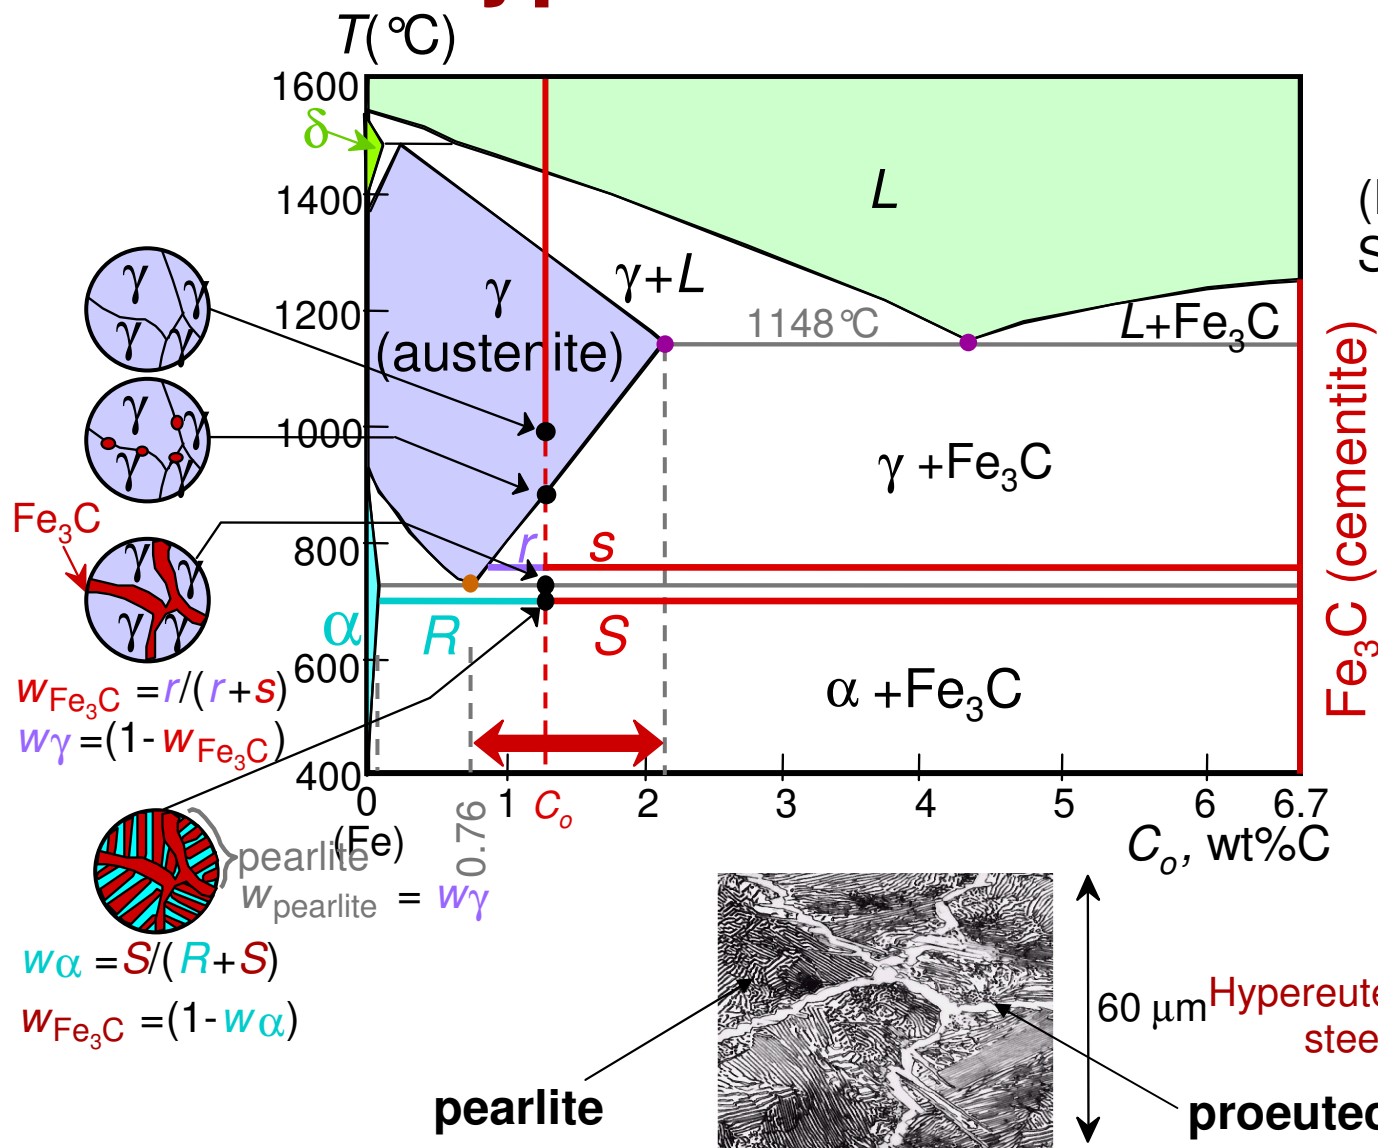 T(°C)
1600
δ
1400
L
γ
γ
γ
γ
γ+L
1200
1148°C
L+Fe3C
(austenite)
γ
γ
γ
1000
γ +Fe3C
Fe3C (cementite)
Fe3C
800
r
s
γ
γ
γ
γ
α
R
S
600
wFe3C =r/(r+s)
wγ =(1-wFe3C)
α +Fe3C
400
0
1
Co
2
3
4
5
6
6.7
(Fe)
0.76
Co, wt%C
pearlite
wpearlite = wγ
wα =S/(R+S)
wFe3C =(1-wα)
60 μm
pearlite